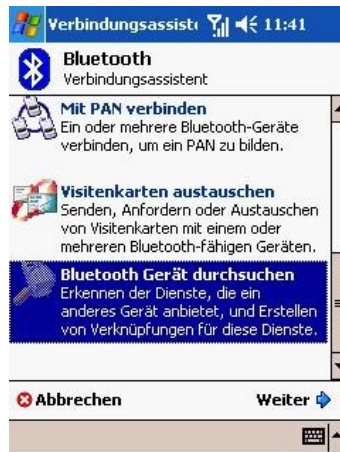 Verbindungsassiste 11:41
Bluetooth
Verbindungsassistent
Mit PAN verbinden
Ein oder mehrere Bluetooth-Geräte
verbinden, um ein PAN zu bilden.
Visitenkarten austauschen
Senden, Anfordern oder Austauschen
von Visitenkarten mit einem oder
mehreren Bluetooth-fähigen Geräten.
Bluetooth Gerät durchsuchen
Erkennen der Dienste, die ein
anderes Gerät anbietet, und Erstellen
von Verknüpfungen für diese Dienste.
Abbrechen Weiter